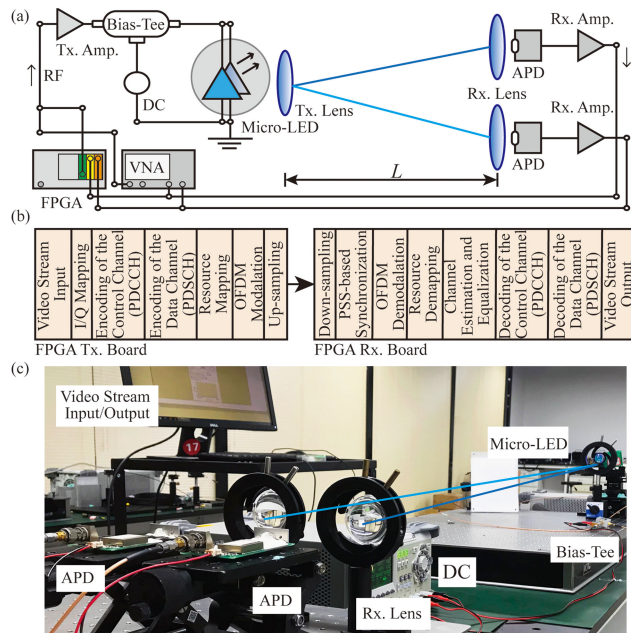 (a)
Bias-Tee
Tx. Amp.
RF
DC
Micro-LED
Tx. Lens
Rx. Lens
APD
Rx. Amp.
APD
Rx. Amp.
L
VNA
FPGA
(b)
Video Stream
Input
I/Q Mapping
Encoding of the
Control Channel
(PDCCH)
Encoding of the
Data Channel
(PDSCH)
Resource
Mapping
OFDM
Modalation
Up-sampling
FPGA Tx. Board
Down-sampling
PSS-based
Synchronization
OFDM
Demodalation
Resource
Demapping
Channel
Estimation and
Equalization
Decoding of the
Control Channel
(PDCCH)
Decoding of the
Data Channel
(PDSCH)
Video Stream
Output
FPGA Rx. Board
(c)
Video Stream
Input/Output
17
Micro-LED
Bias-Tee
APD
APD
Rx. Lens
DC